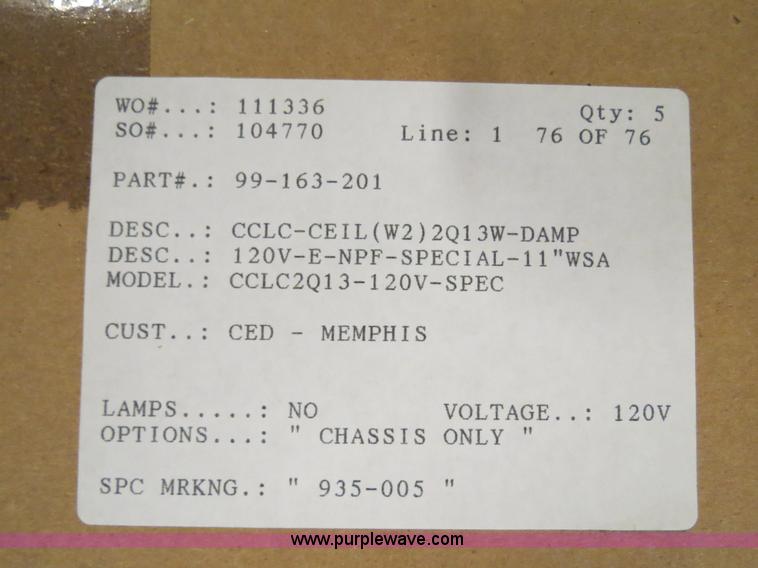 WO#...: 111336 Qty: 5
SO#...: 104770 Line: 1 76 OF 76
PART#.: 99-163-201
DESC..: CCLC-CEIL(W2)2Q13W-DAMP
DESC..: 120V-E-NPF-SPECIAL-11"WSA
MODEL.: CCLC2Q13-120V-SPEC
CUST..: CED - MEMPHIS
LAMPS.....: NO VOLTAGE..: 120V
OPTIONS...: " CHASSIS ONLY "
SPC MRKNG.: " 935-005 "
www.purplewave.com